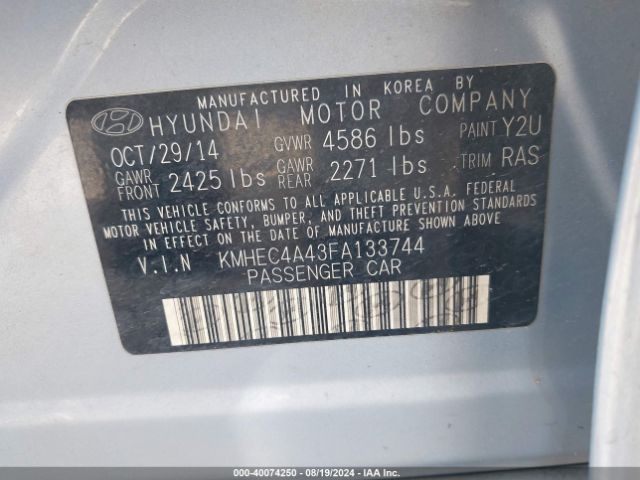 MANUFACTURED IN KOREA BY
HYUNDAI MOTOR COMPANY
OCT/29/14 GVWR 4586 lbs PAINT Y2U
GAWR FRONT 2425 lbs GAWR REAR 2271 lbs TRIM RAS
THIS VEHICLE CONFORMS TO ALL APPLICABLE U.S.A. FEDERAL
MOTOR VEHICLE SAFETY, BUMPER, AND THEFT PREVENTION STANDARDS
IN EFFECT ON THE DATE OF MANUFACTURE SHOWN ABOVE.
V.I.N KMHEC4A43FA133744
PASSENGER CAR
000-40074250 - 08/19/2024 - IAA Inc.